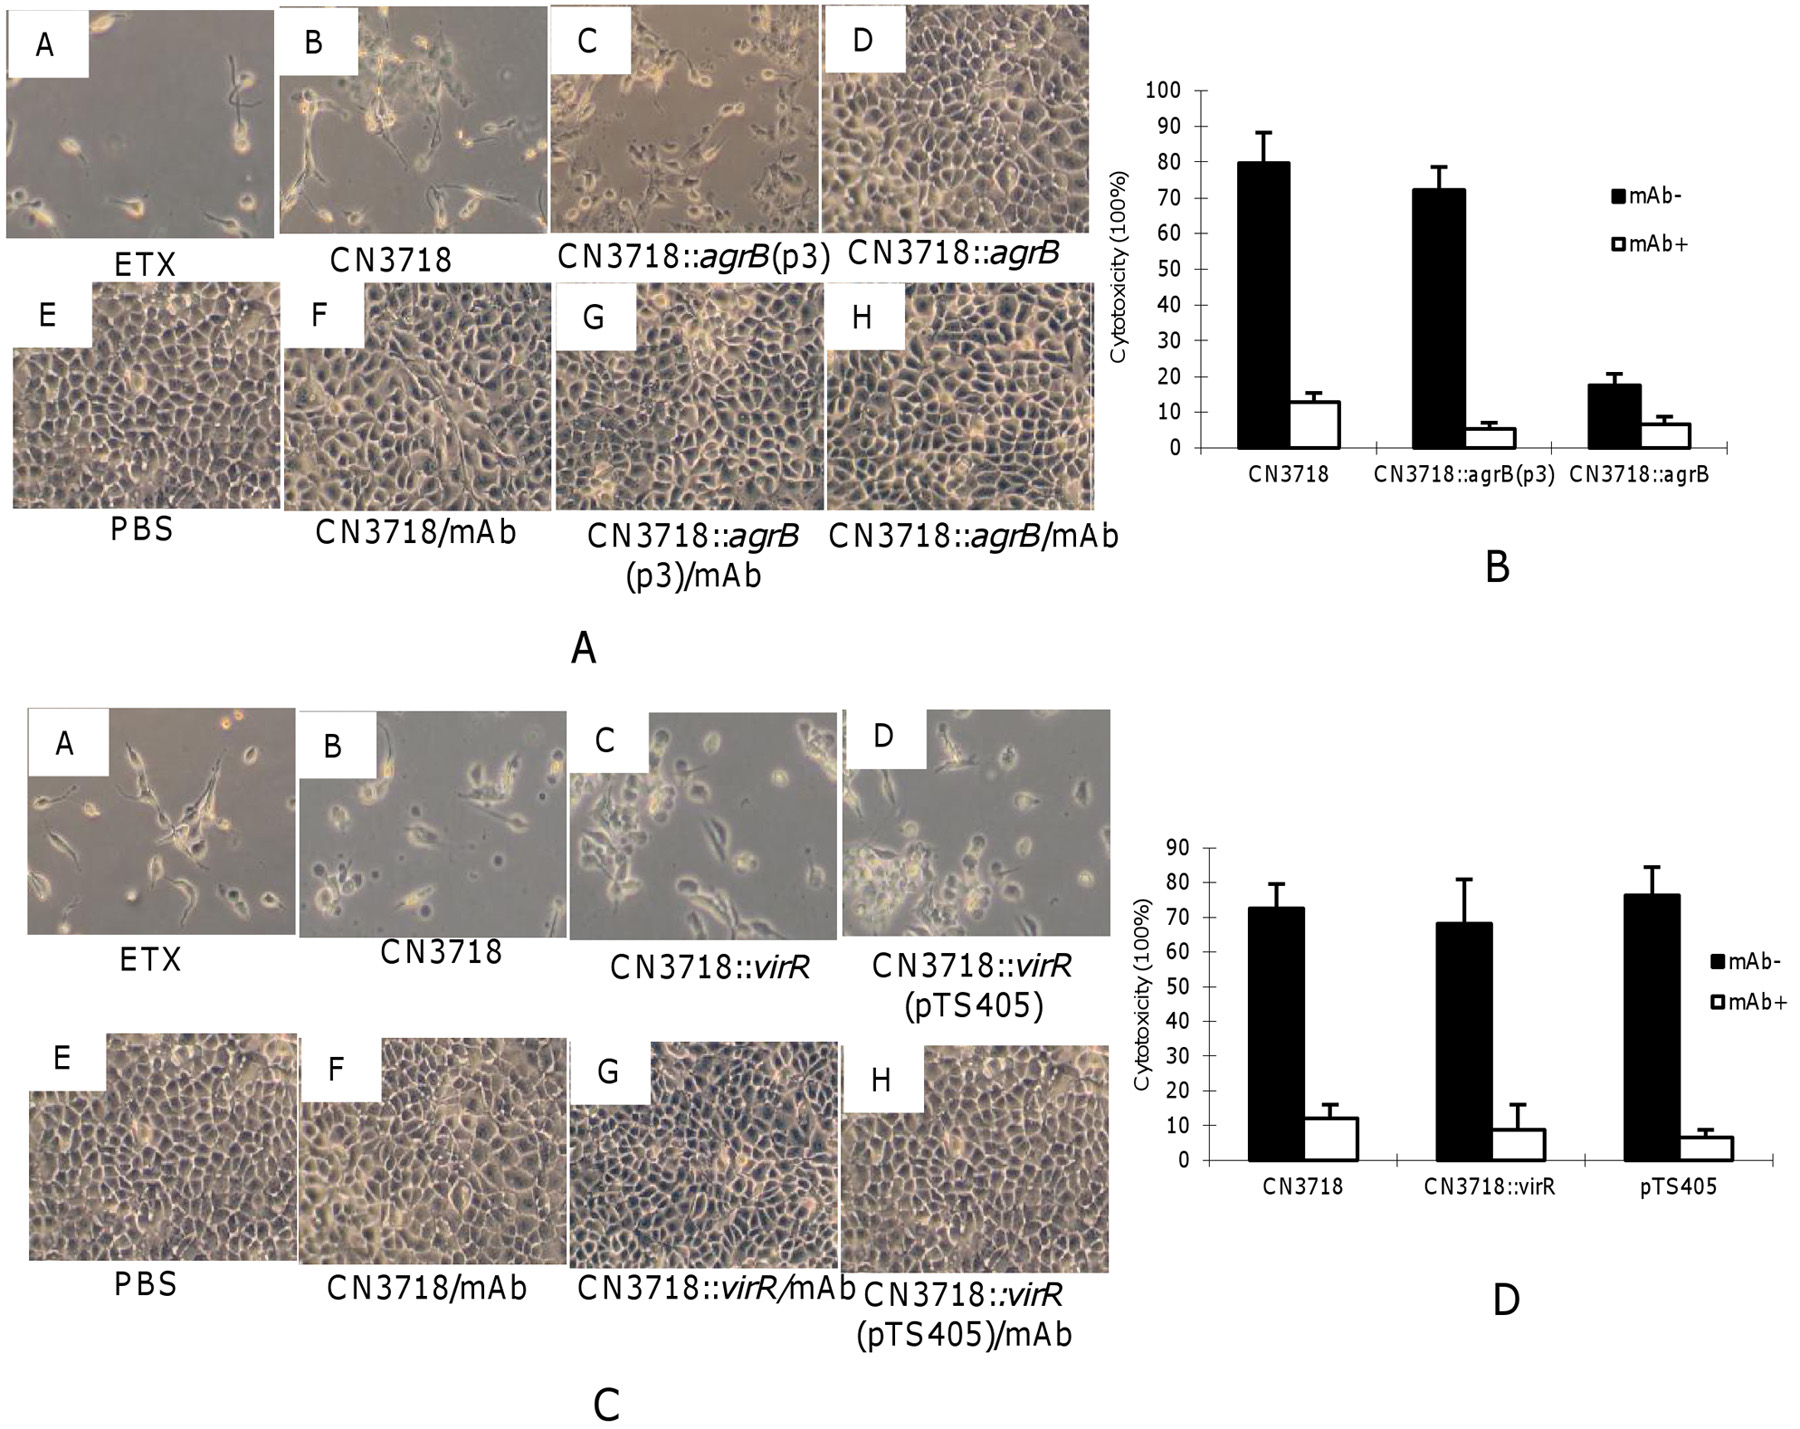 A
B
C
D
ETX
CN3718
CN3718::agrB(p3)
CN3718::agrB
E
F
G
H
PBS
CN3718/mAb
CN3718::agrB
(p3)/mAb
CN3718::agrB/mAb
A
100
90
80
70
60
50
40
30
20
10
0
Cytotoxicity (100%)
mAb-
mAb+
CN3718
CN3718::agrB(p3)
CN3718::agrB
B
A
B
C
D
ETX
CN3718
CN3718::virR
CN3718::virR
(pTS405)
E
F
G
H
PBS
CN3718/mAb
CN3718::virR/mAb
CN3718::virR
(pTS405)/mAb
C
90
80
70
60
50
40
30
20
10
0
Cytotoxicity (100%)
mAb-
mAb+
CN3718
CN3718::virR
pTS405
D